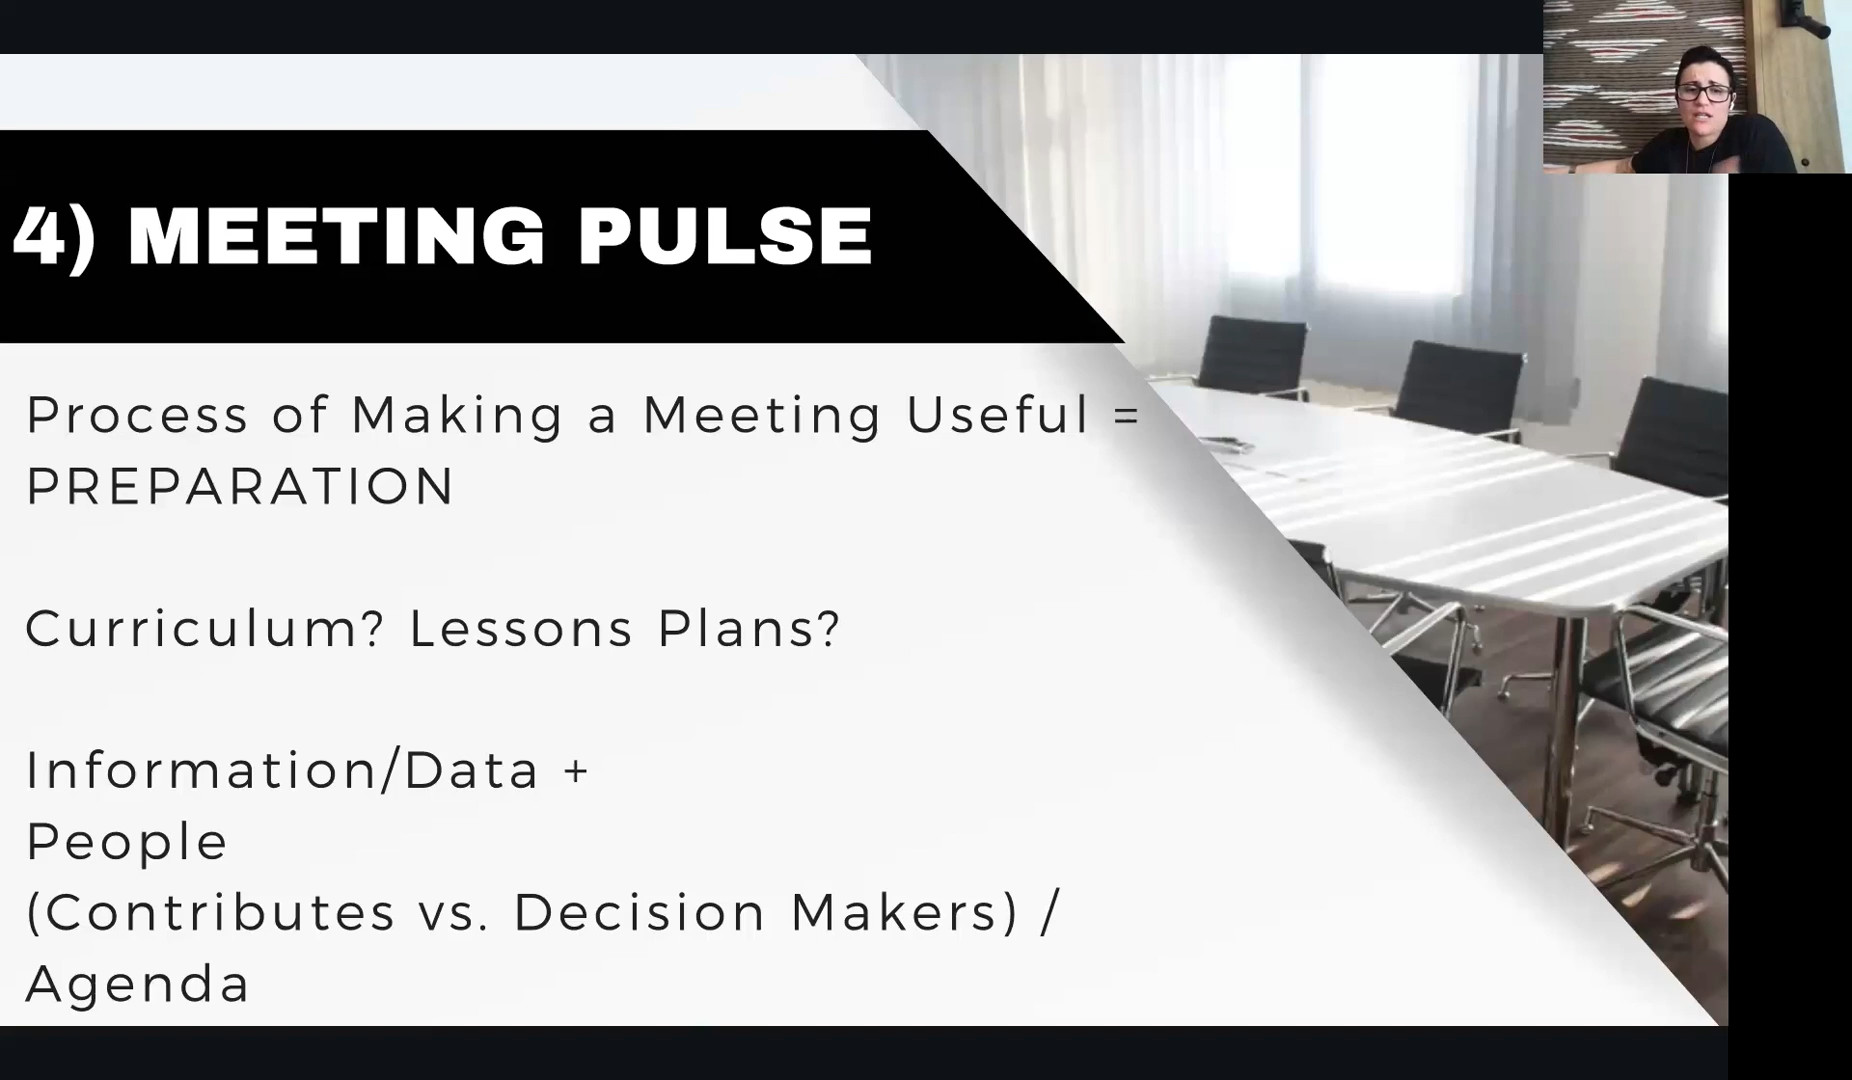 4) MEETING PULSE
Process of Making a Meeting Useful =
PREPARATION
Curriculum? Lessons Plans?
Information/Data +
People
(Contributes vs. Decision Makers) /
Agenda